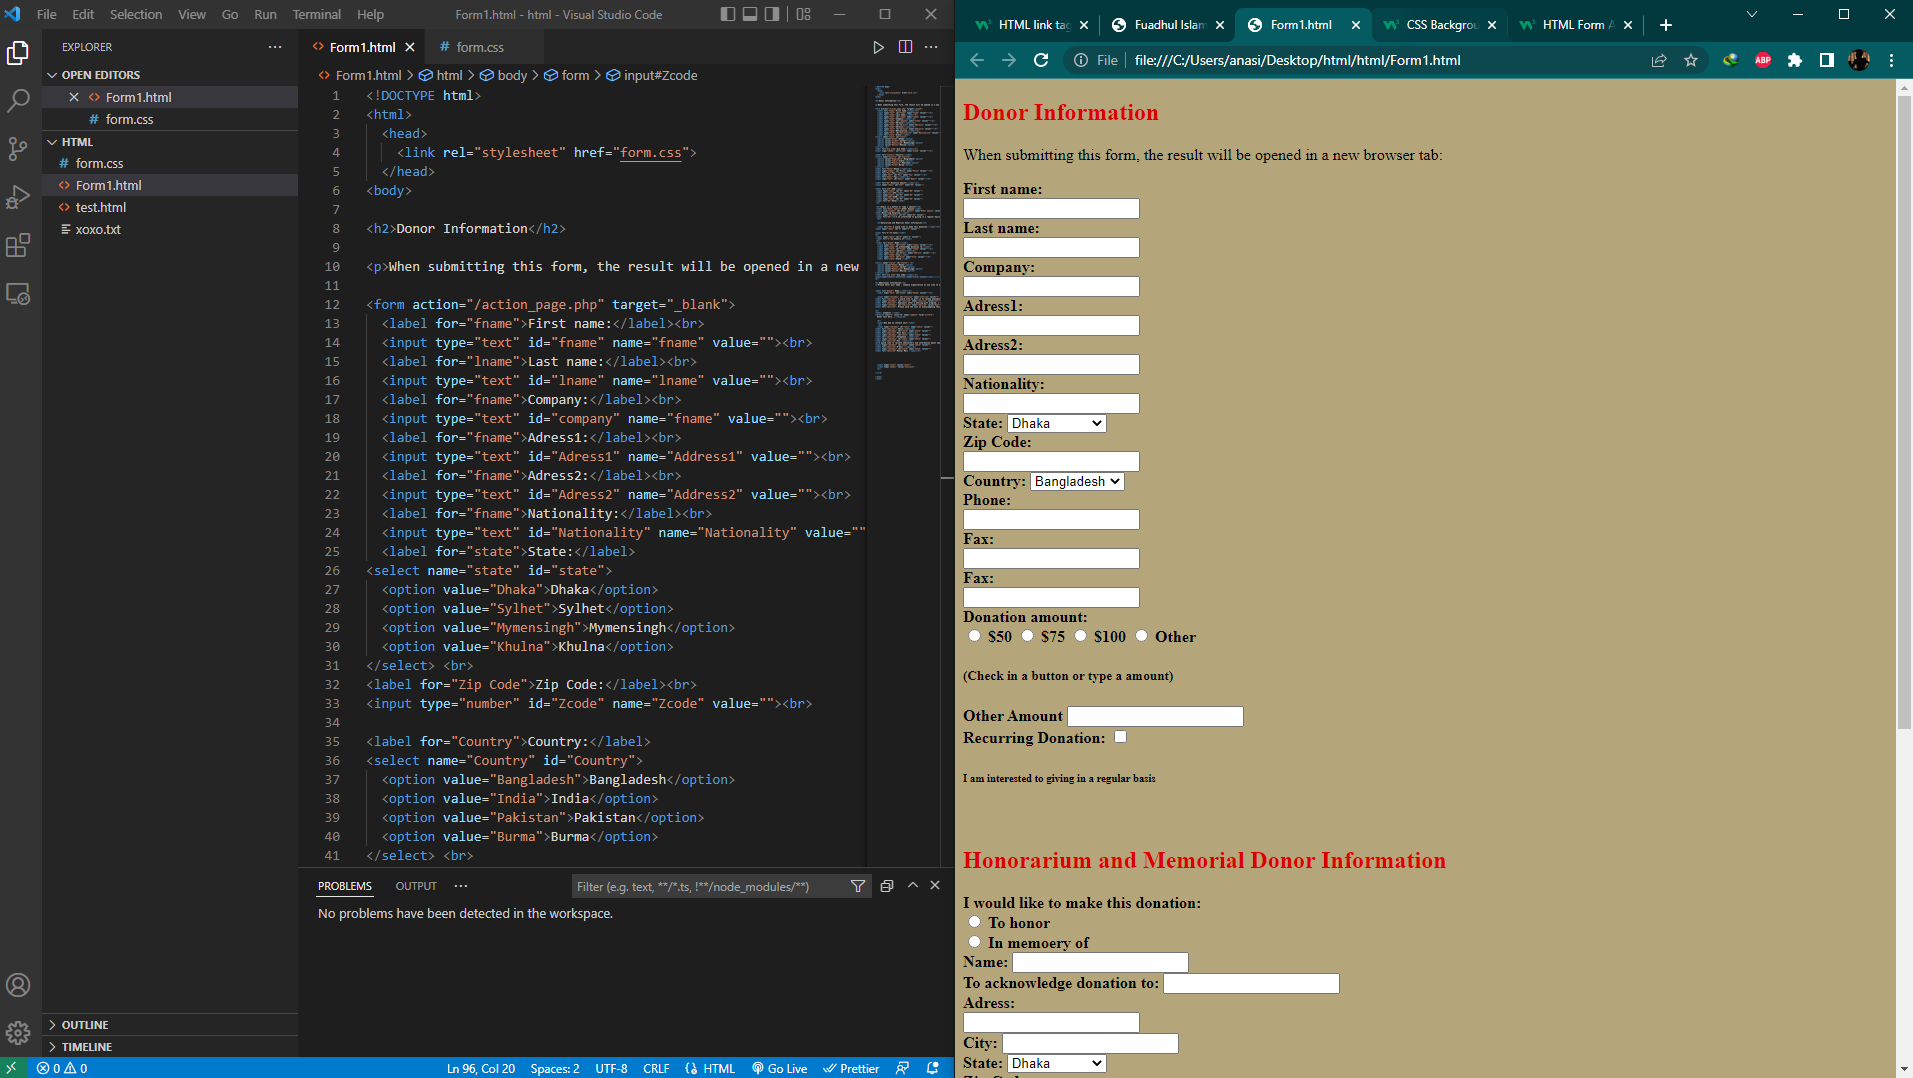 File Edit Selection View Go Run Terminal Help
Form1.html - html - Visual Studio Code
EXPLORER
OPEN EDITORS
Form1.html
form.css
HTML
form.css
Form1.html
test.html
xoxo.txt
OUTLINE
TIMELINE
Form1.html
form.css
Form1.html > html > body > form > input#Zcode
1 <!DOCTYPE html>
2 <html>
3 <head>
4 <link rel="stylesheet" href="form.css">
5 </head>
6 <body>
7
8 <h2>Donor Information</h2>
9
10 <p>When submitting this form, the result will be opened in a new
11
12 <form action="/action_page.php" target="_blank">
13 <label for="fname">First name:</label><br>
14 <input type="text" id="fname" name="fname" value=""><br>
15 <label for="lname">Last name:</label><br>
16 <input type="text" id="lname" name="lname" value=""><br>
17 <label for="fname">Company:</label><br>
18 <input type="text" id="company" name="fname" value=""><br>
19 <label for="fname">Adress1:</label><br>
20 <input type="text" id="Adress1" name="Address1" value=""><br>
21 <label for="fname">Adress2:</label><br>
22 <input type="text" id="Adress2" name="Address2" value=""><br>
23 <label for="fname">Nationality:</label><br>
24 <input type="text" id="Nationality" name="Nationality" value=""
25 <label for="state">State:</label>
26 <select name="state" id="state">
27 <option value="Dhaka">Dhaka</option>
28 <option value="Sylhet">Sylhet</option>
29 <option value="Mymensingh">Mymensingh</option>
30 <option value="Khulna">Khulna</option>
31 </select> <br>
32 <label for="Zip Code">Zip Code:</label><br>
33 <input type="number" id="Zcode" name="Zcode" value=""><br>
34
35 <label for="Country">Country:</label>
36 <select name="Country" id="Country">
37 <option value="Bangladesh">Bangladesh</option>
38 <option value="India">India</option>
39 <option value="Pakistan">Pakistan</option>
40 <option value="Burma">Burma</option>
41 </select> <br>
PROBLEMS OUTPUT ... Filter (e.g. text, **/*.ts, !**/node_modules/**)
No problems have been detected in the workspace.
0 0 Ln 96, Col 20 Spaces: 2 UTF-8 CRLF HTML Go Live Prettier
HTML link tag Fuadhul Islam Form1.html CSS Backgrou HTML Form A
File file:///C:/Users/anasi/Desktop/html/html/Form1.html ABP
Donor Information
When submitting this form, the result will be opened in a new browser tab:
First name:
Last name:
Company:
Adress1:
Adress2:
Nationality:
State: Dhaka
Zip Code:
Country: Bangladesh
Phone:
Fax:
Fax:
Donation amount:
$50 $75 $100 Other
(Check in a button or type a amount)
Other Amount
Recurring Donation:
I am interested to giving in a regular basis
Honorarium and Memorial Donor Information
I would like to make this donation:
To honor
In memoery of
Name:
To acknowledge donation to:
Adress:
City:
State: Dhaka